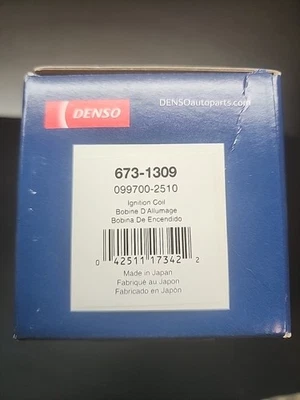 DENSOautoparts.com
DENSO
673-1309
099700-2510
Ignition Coil
Bobine D'Allumage
Bobina De Encendido
0 42511 17342 2
Made in Japan
Fabriqué au Japon
Fabricado en Japón